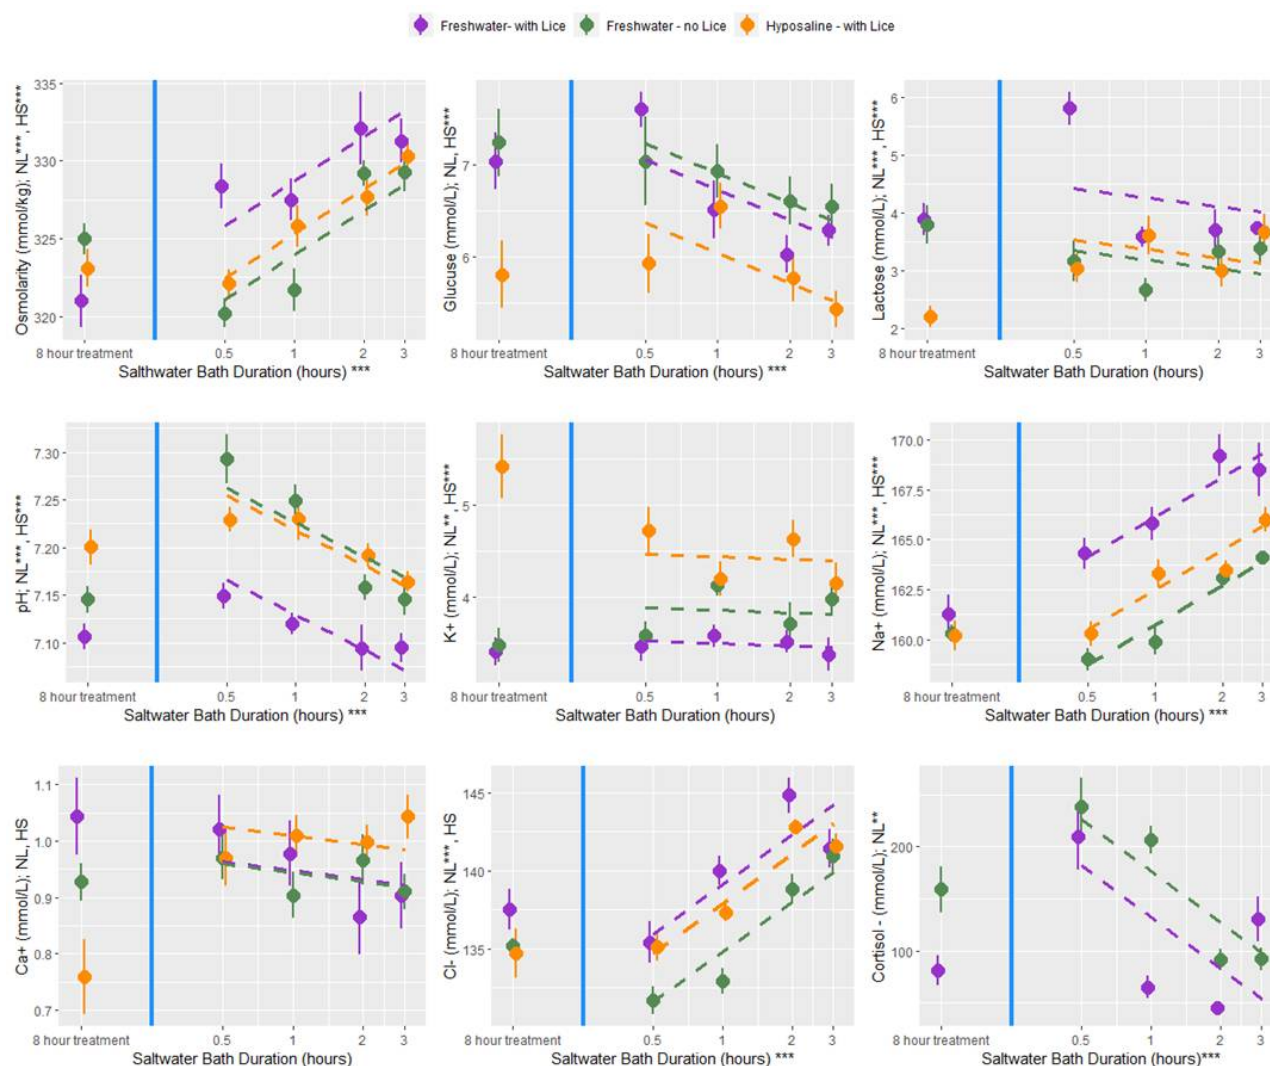 Freshwater- with Lice Freshwater - no Lice Hyposaline - with Lice
Osmolarity (mmol/kg); NL***, HS***
335
330
325
320
8 hour treatment 0.5 1 2 3
Salthwater Bath Duration (hours) ***
Glucuse (mmol/L); NL, HS***
7
6
8 hour treatment 0.5 1 2 3
Saltwater Bath Duration (hours) ***
Lactose (mmol/L); NL***, HS***
6
5
4
3
2
8 hour treatment 0.5 1 2 3
Saltwater Bath Duration (hours)
pH; NL***, HS**
7.30
7.25
7.20
7.15
7.10
8 hour treatment 0.5 1 2 3
Saltwater Bath Duration (hours) ***
K+ (mmol/L); NL**, HS***
5
4
8 hour treatment 0.5 1 2 3
Saltwater Bath Duration (hours)
Na+ (mmol/L); NL***, HS***
170.0
167.5
165.0
162.5
160.0
8 hour treatment 0.5 1 2 3
Saltwater Bath Duration (hours) ***
Ca+ (mmol/L); NL, HS
1.1
1.0
0.9
0.8
0.7
8 hour treatment 0.5 1 2 3
Saltwater Bath Duration (hours)
Cl- (mmol/L); NL***, HS
145
140
135
8 hour treatment 0.5 1 2 3
Saltwater Bath Duration (hours) ***
Cortisol - (mmol/L); NL**
200
100
8 hour treatment 0.5 1 2 3
Saltwater Bath Duration (hours)***